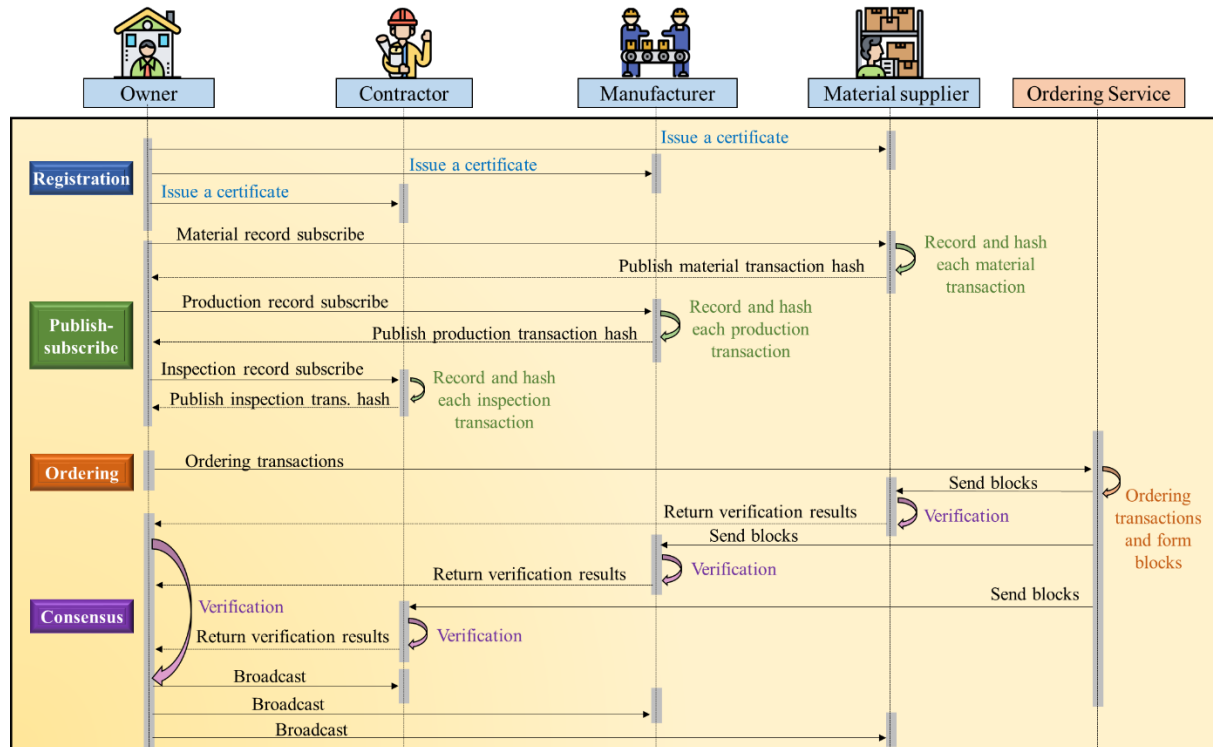 Owner
Contractor
Manufacturer
Material supplier
Ordering Service
Registration
Issue a certificate
Issue a certificate
Issue a certificate
Publish-
subscribe
Material record subscribe
Record and hash
each material
transaction
Publish material transaction hash
Production record subscribe
Record and hash
each production
transaction
Publish production transaction hash
Inspection record subscribe
Record and hash
each inspection
transaction
Publish inspection trans. hash
Ordering
Ordering transactions
Ordering
transactions
and form
blocks
Send blocks
Consensus
Verification
Return verification results
Send blocks
Verification
Return verification results
Send blocks
Verification
Verification
Return verification results
Broadcast
Broadcast
Broadcast